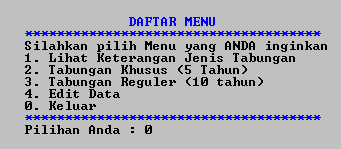 DAFTAR MENU
*************************************
Silahkan pilih Menu yang ANDA inginkan
1. Lihat Keterangan Jenis Tabungan
2. Tabungan Khusus (5 Tahun)
3. Tabungan Reguler (10 tahun)
4. Edit Data
0. Keluar
*************************************
Pilihan Anda : 0